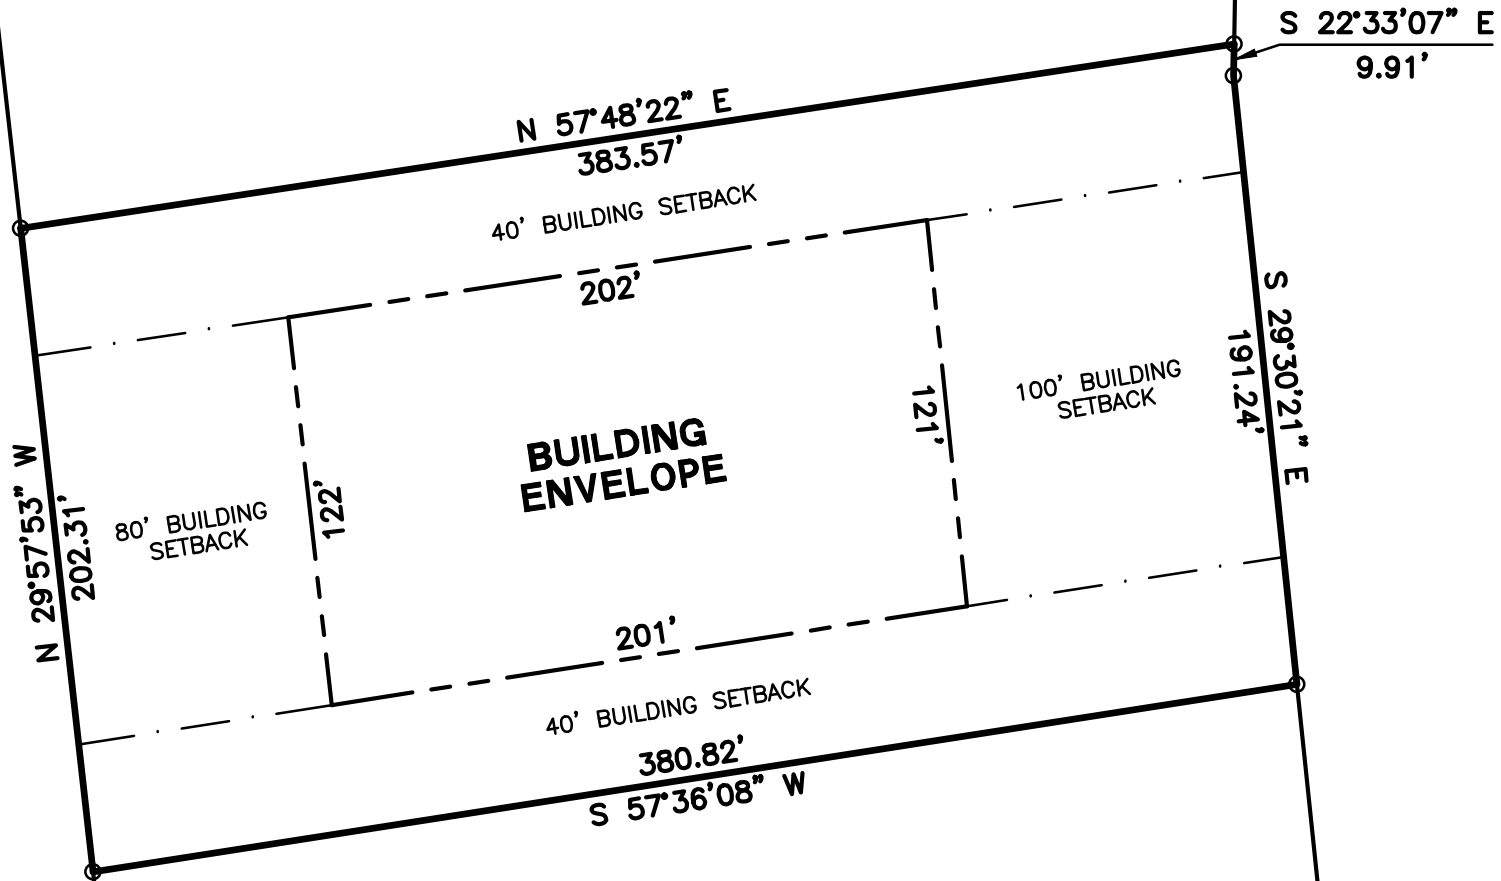 S 22°33'07" E
9.91'
N 57°48'22" E
383.57'
40' BUILDING SETBACK
202'
S 29°30'21" E
191.24'
100' BUILDING
SETBACK
121'
BUILDING
ENVELOPE
122'
80' BUILDING
SETBACK
N 29°57'53" W
202.31'
201'
40' BUILDING SETBACK
380.82'
S 57°36'08" W